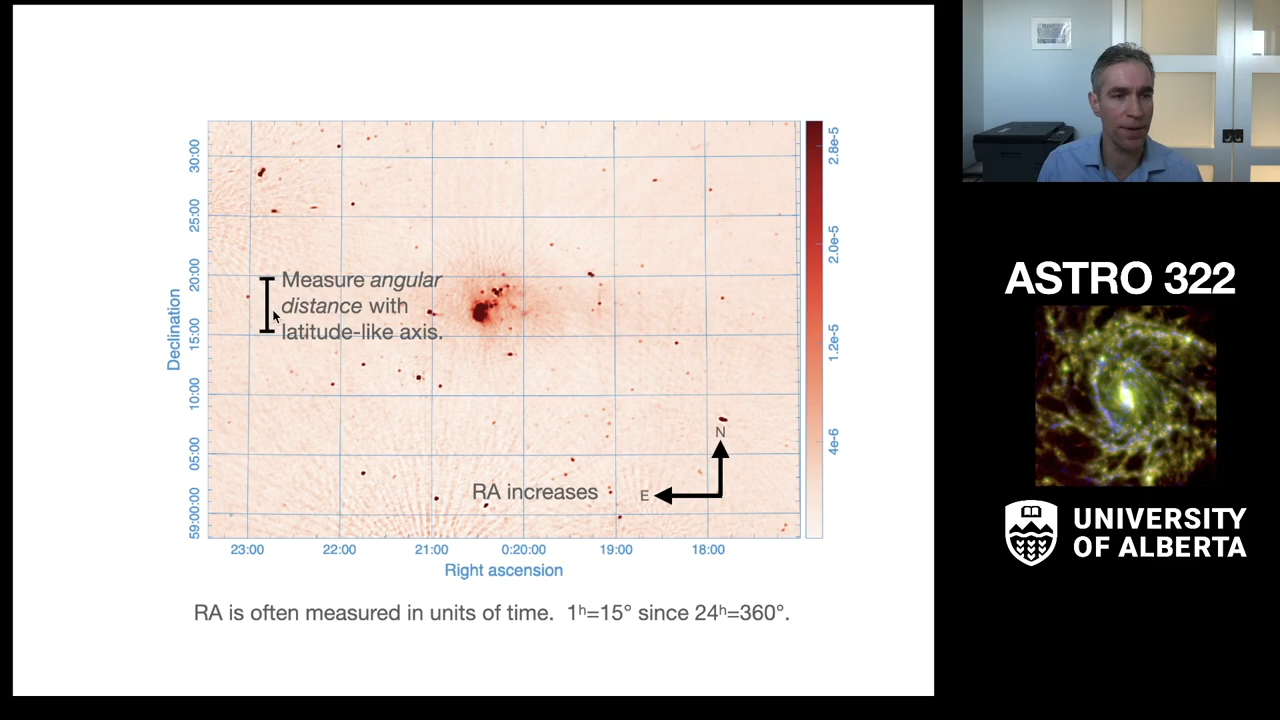 30:00
25:00
20:00
15:00
10:00
05:00
59:00:00
Declination
Measure angular
distance with
latitude-like axis.
N
E
RA increases
23:00
22:00
21:00
0:20:00
19:00
18:00
Right ascension
2.8e-5
2.0e-5
1.2e-5
4e-6
RA is often measured in units of time. 1ʰ=15° since 24ʰ=360°.
ASTRO 322
UNIVERSITY
OF ALBERTA